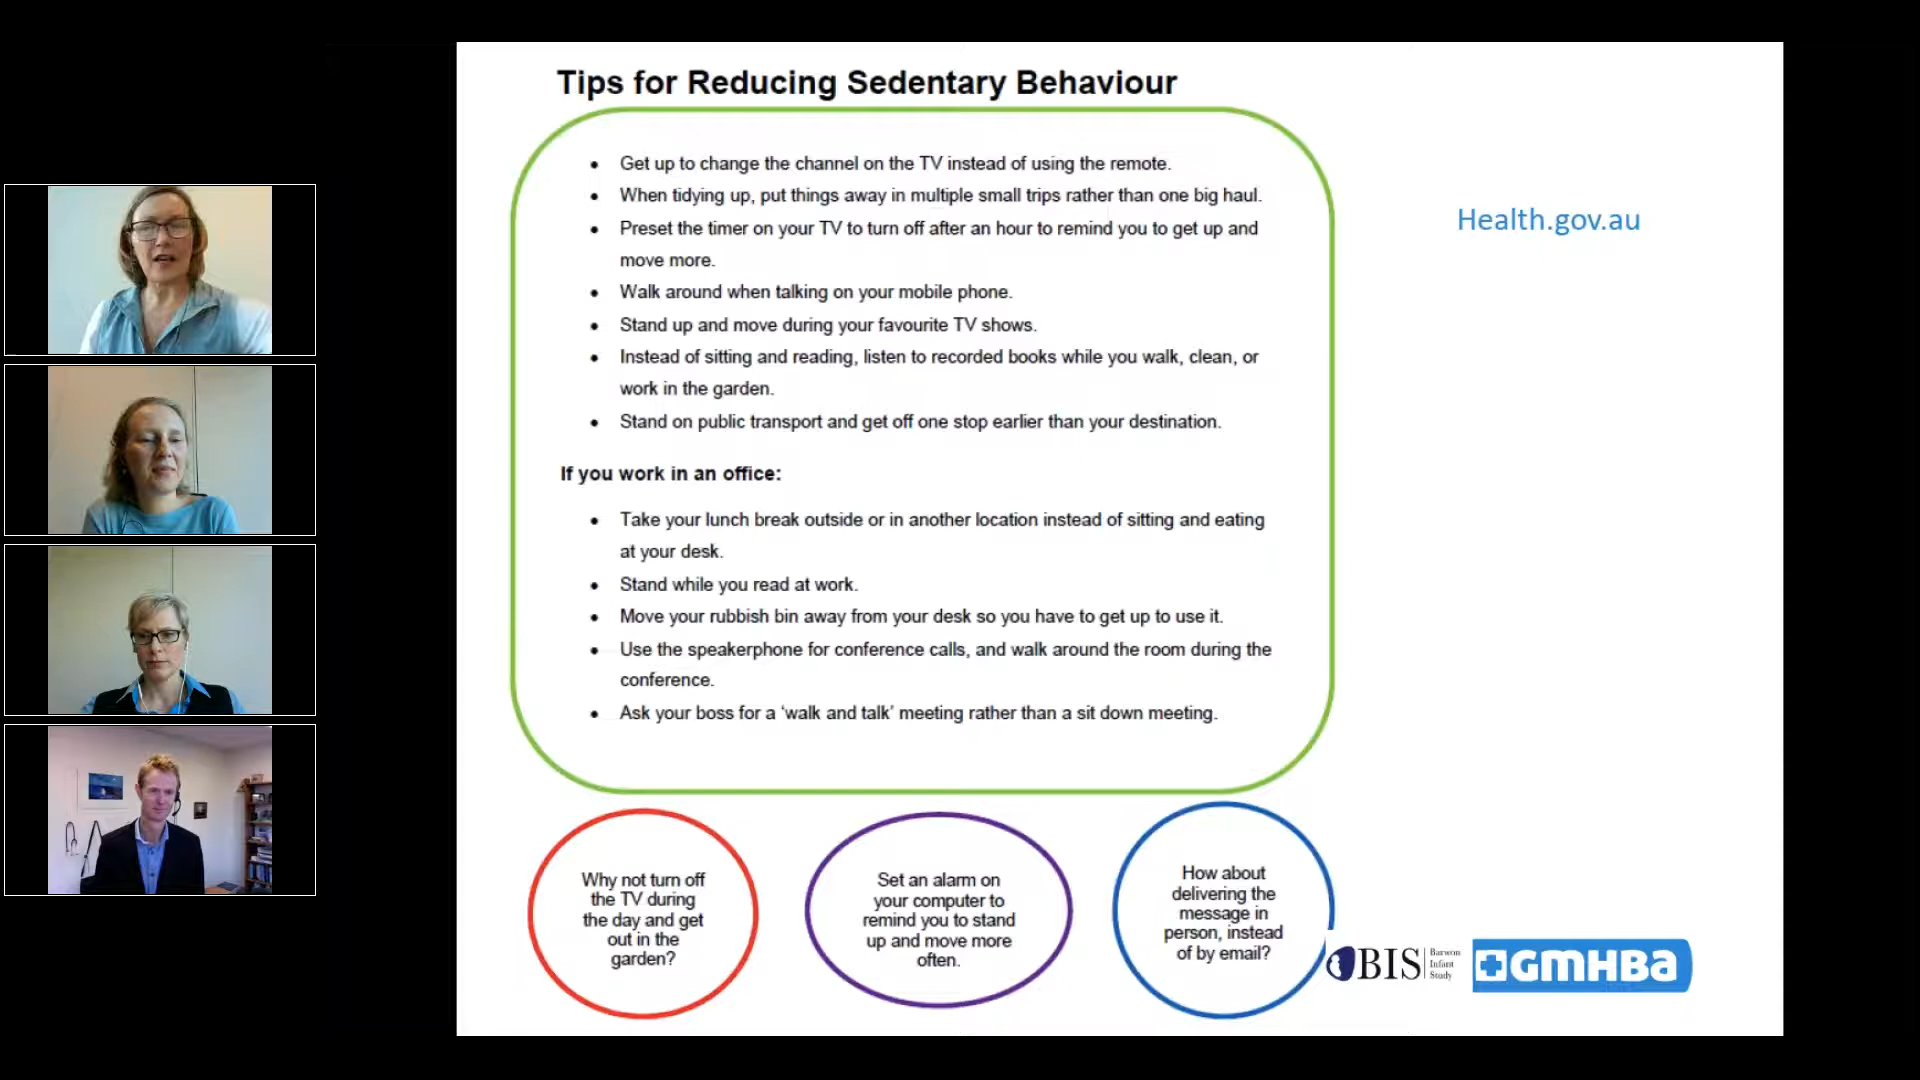 Tips for Reducing Sedentary Behaviour
• Get up to change the channel on the TV instead of using the remote.
• When tidying up, put things away in multiple small trips rather than one big haul.
• Preset the timer on your TV to turn off after an hour to remind you to get up and
move more.
• Walk around when talking on your mobile phone.
• Stand up and move during your favourite TV shows.
• Instead of sitting and reading, listen to recorded books while you walk, clean, or
work in the garden.
• Stand on public transport and get off one stop earlier than your destination.
If you work in an office:
• Take your lunch break outside or in another location instead of sitting and eating
at your desk.
• Stand while you read at work.
• Move your rubbish bin away from your desk so you have to get up to use it.
• Use the speakerphone for conference calls, and walk around the room during the
conference.
• Ask your boss for a ‘walk and talk’ meeting rather than a sit down meeting.
Health.gov.au
Why not turn off
the TV during
the day and get
out in the
garden?
Set an alarm on
your computer to
remind you to stand
up and move more
often.
How about
delivering the
message in
person, instead
of by email?
BIS
Barwon
Infant
Study
GMHBa